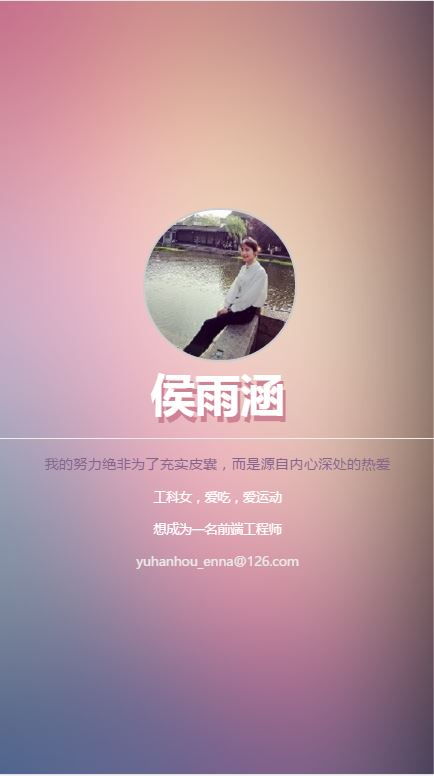 侯雨涵
我的努力绝非为了充实皮囊，而是源自内心深处的热爱
工科女，爱吃，爱运动
想成为一名前端工程师
yuhanhou_enna@126.com